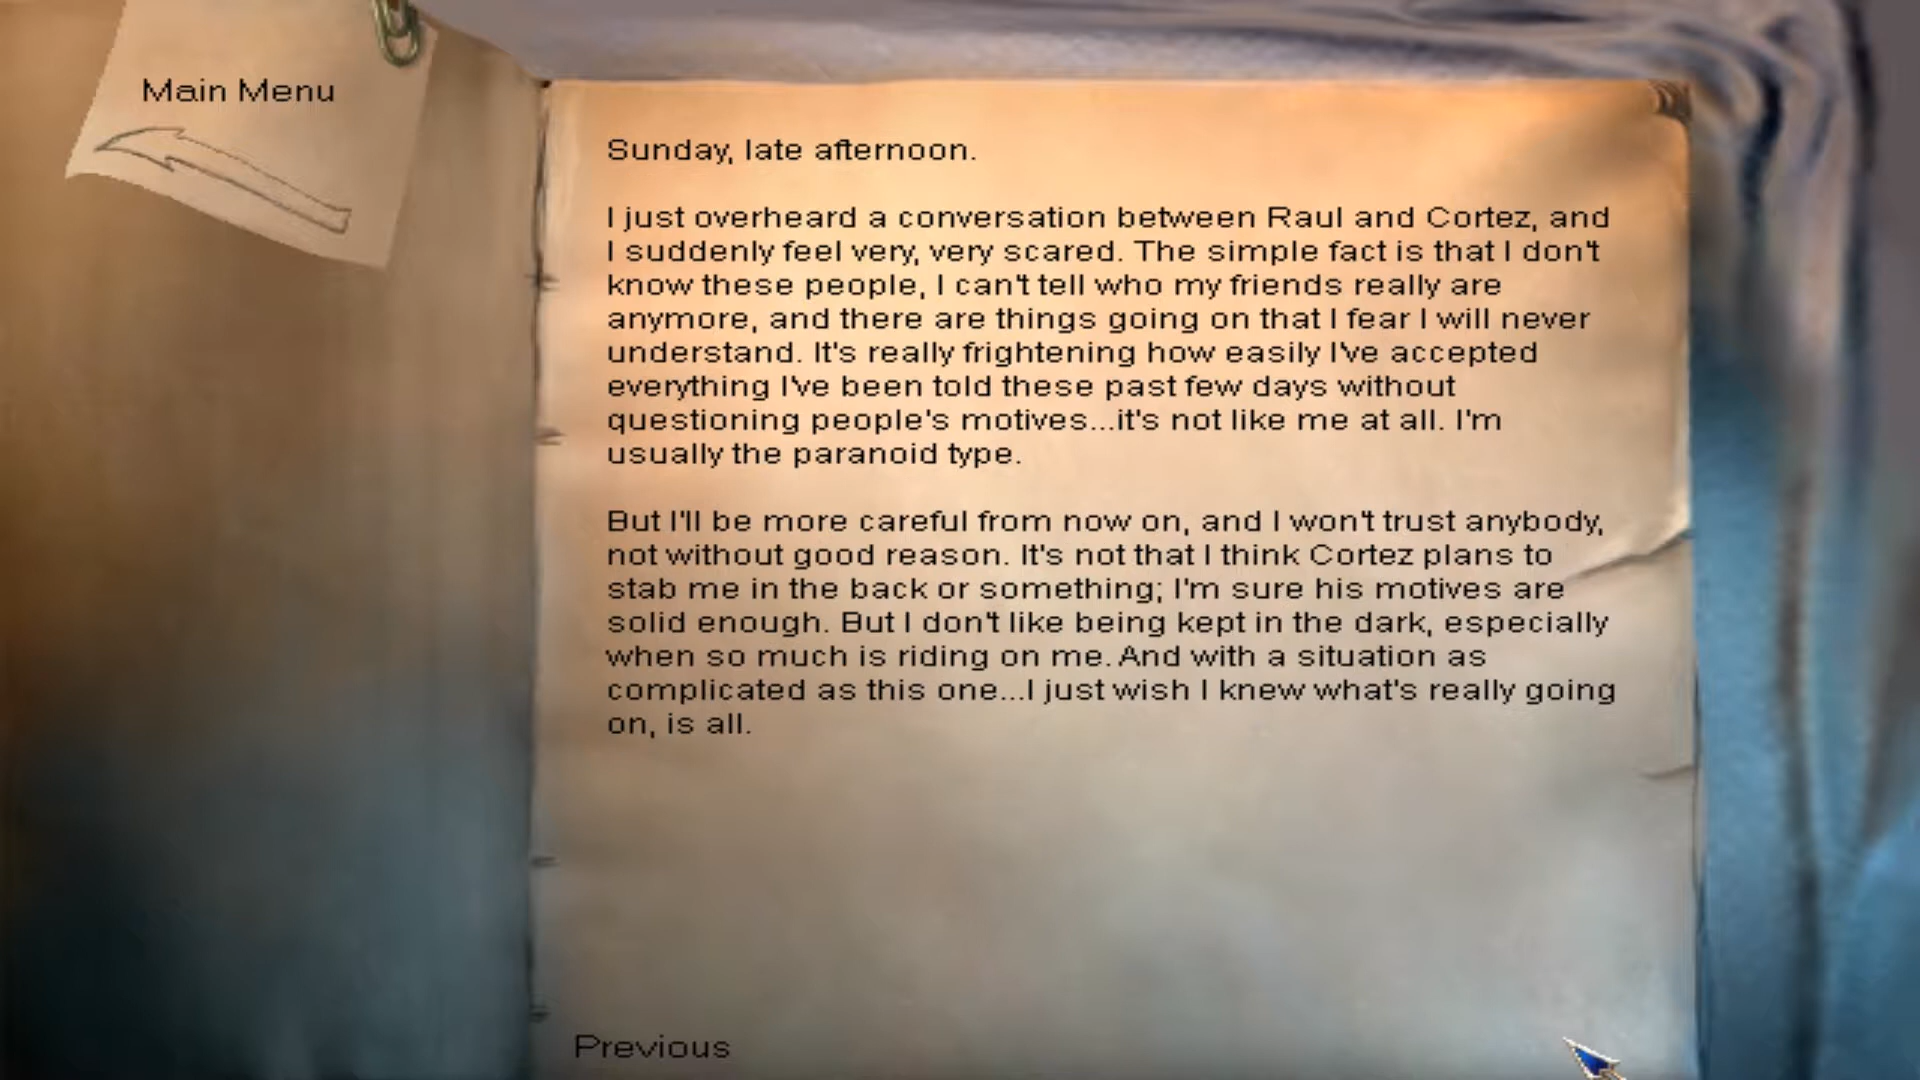 Main Menu
Sunday, late afternoon.
I just overheard a conversation between Raul and Cortez, and
I suddenly feel very, very scared. The simple fact is that I don't
know these people, I can't tell who my friends really are
anymore, and there are things going on that I fear I will never
understand. It's really frightening how easily I've accepted
everything I've been told these past few days without
questioning people's motives...it's not like me at all. I'm
usually the paranoid type.
But I'll be more careful from now on, and I won't trust anybody,
not without good reason. It's not that I think Cortez plans to
stab me in the back or something; I'm sure his motives are
solid enough. But I don't like being kept in the dark, especially
when so much is riding on me. And with a situation as
complicated as this one...I just wish I knew what's really going
on, is all.
Previous